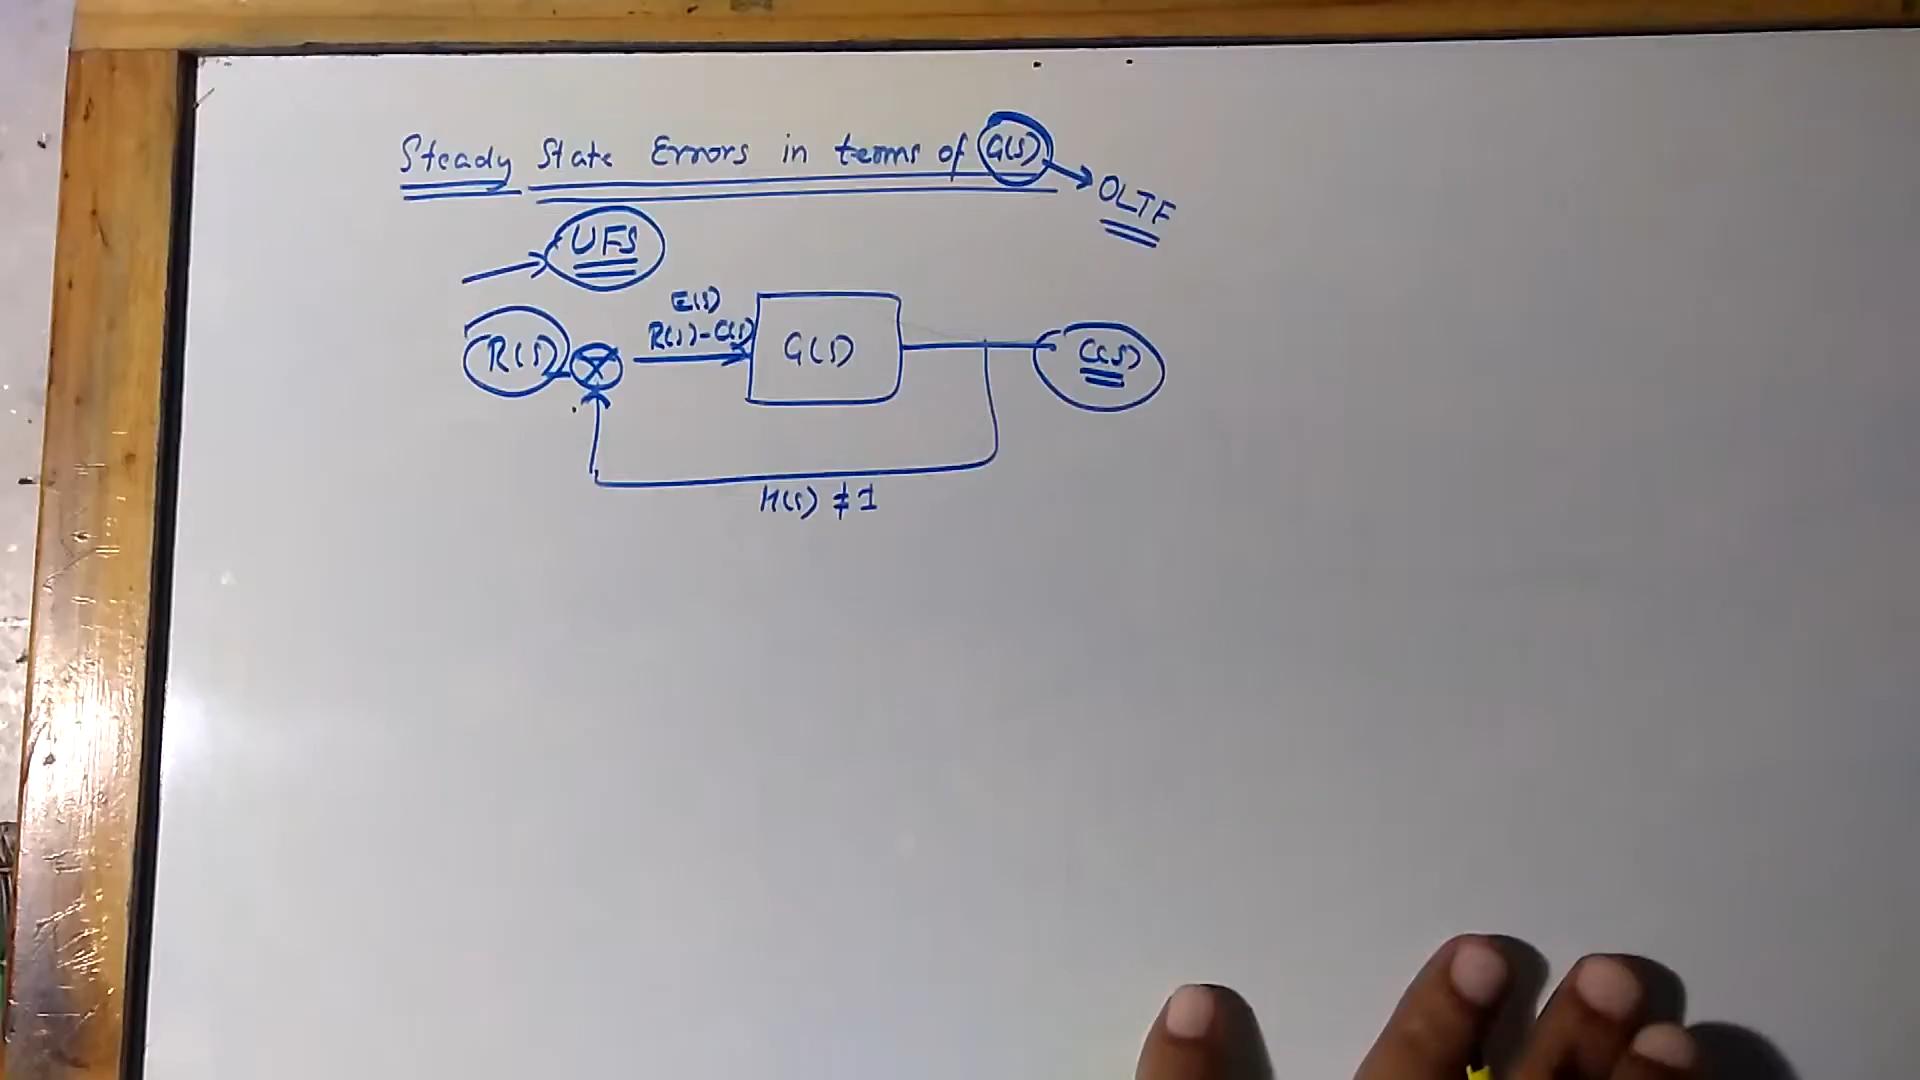 Steady State Errors in terms of G(s)
OLTF
UFS
E(s)
R(s) R(s)-C(s) G(s) C(s)
H(s) ≠ 1